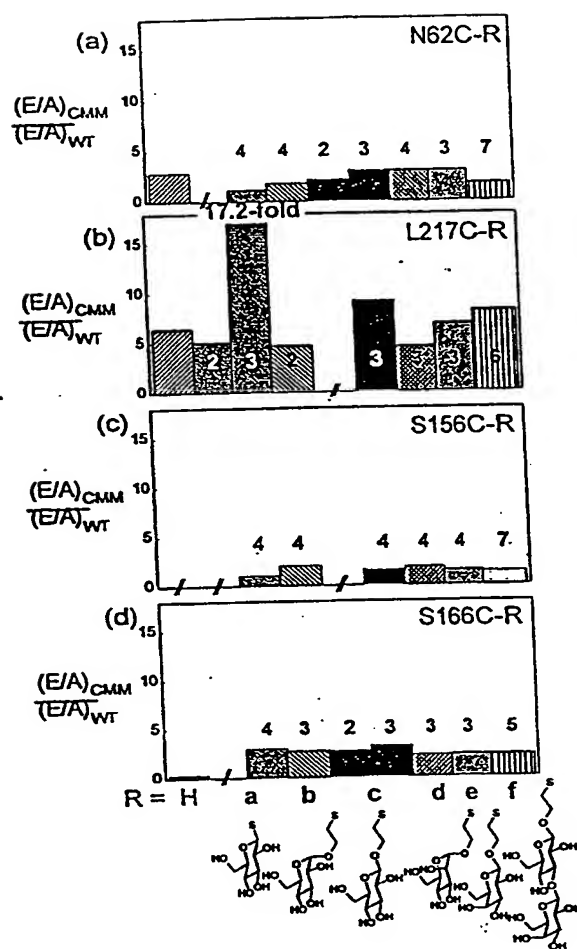 (a) N62C-R
15
10
5
0
(E/A)CMM
(E/A)WT
4 4 2 3 4 3 7
17.2-fold
(b) L217C-R
15
10
5
0
(E/A)CMM
(E/A)WT
2 3 2 3 3 6
(c) S156C-R
15
10
5
0
(E/A)CMM
(E/A)WT
4 4 4 4 4 7
(d) S166C-R
15
10
5
0
(E/A)CMM
(E/A)WT
4 3 2 3 3 3 5
R = H a b c d e f